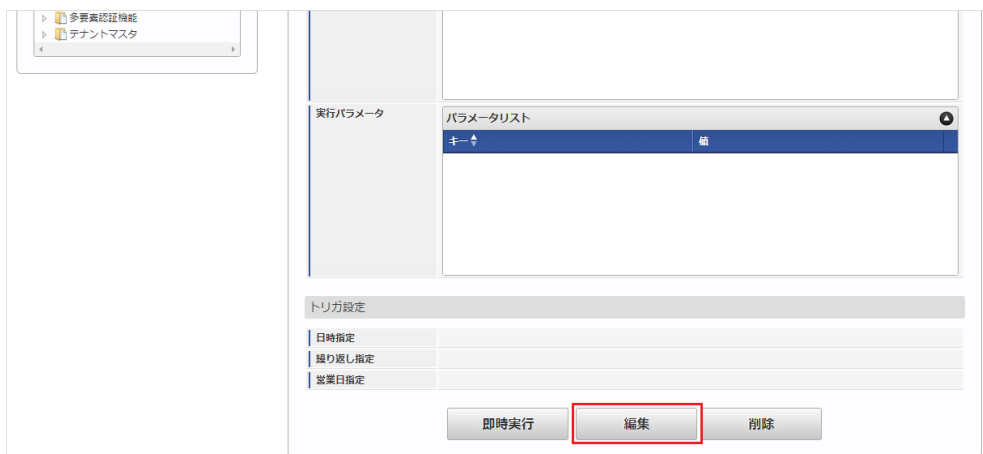 多要素認証機能
テナントマスタ
実行パラメータ
パラメータリスト
キー
値
トリガ設定
日時指定
繰り返し指定
営業日指定
即時実行
編集
削除